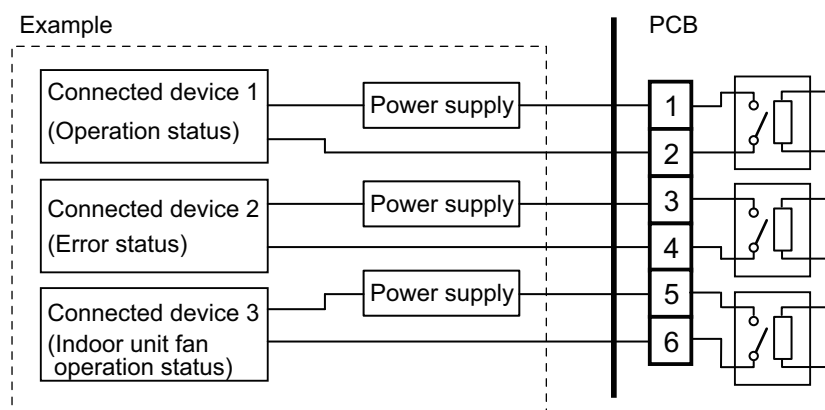 Example
PCB
Connected device 1
(Operation status)
Power supply
1
2
Connected device 2
(Error status)
Power supply
3
4
Connected device 3
(Indoor unit fan
operation status)
Power supply
5
6